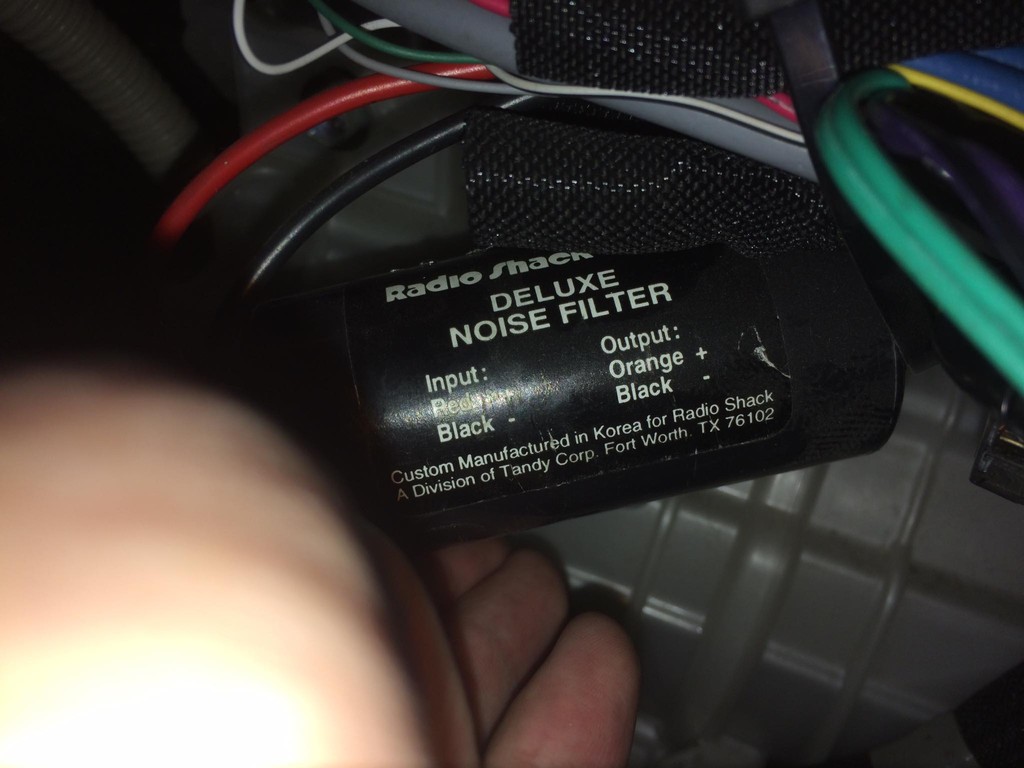 Radio Shack
DELUXE
NOISE FILTER
Input:
Red
Black -
Output:
Orange +
Black -
Custom Manufactured in Korea for Radio Shack
A Division of Tandy Corp. Fort Worth, TX 76102